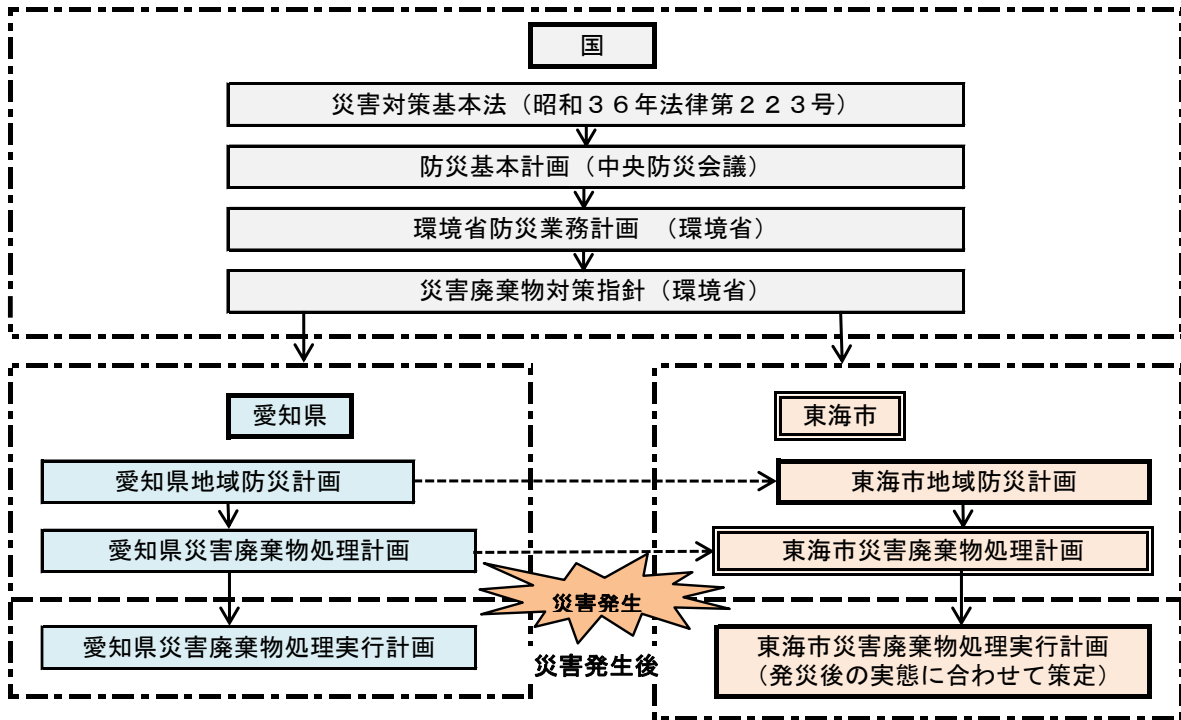 国
災害対策基本法（昭和３６年法律第２２３号）
防災基本計画（中央防災会議）
環境省防災業務計画　（環境省）
災害廃棄物対策指針（環境省）
愛知県
愛知県地域防災計画
愛知県災害廃棄物処理計画
愛知県災害廃棄物処理実行計画
東海市
東海市地域防災計画
東海市災害廃棄物処理計画
東海市災害廃棄物処理実行計画
（発災後の実態に合わせて策定）
災害発生
災害発生後